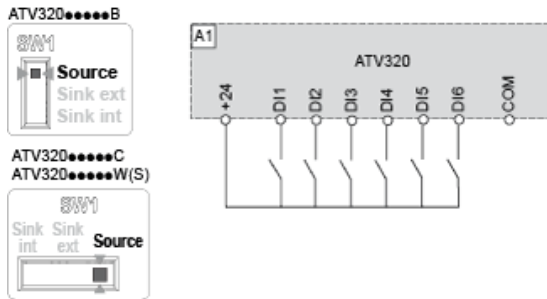 ATV320●●●●●B
SW1
Source
Sink ext
Sink int
ATV320●●●●●C
ATV320●●●●●W(S)
SW1
Sink int
Sink ext
Source
A1
ATV320
+24
DI1
DI2
DI3
DI4
DI5
DI6
COM